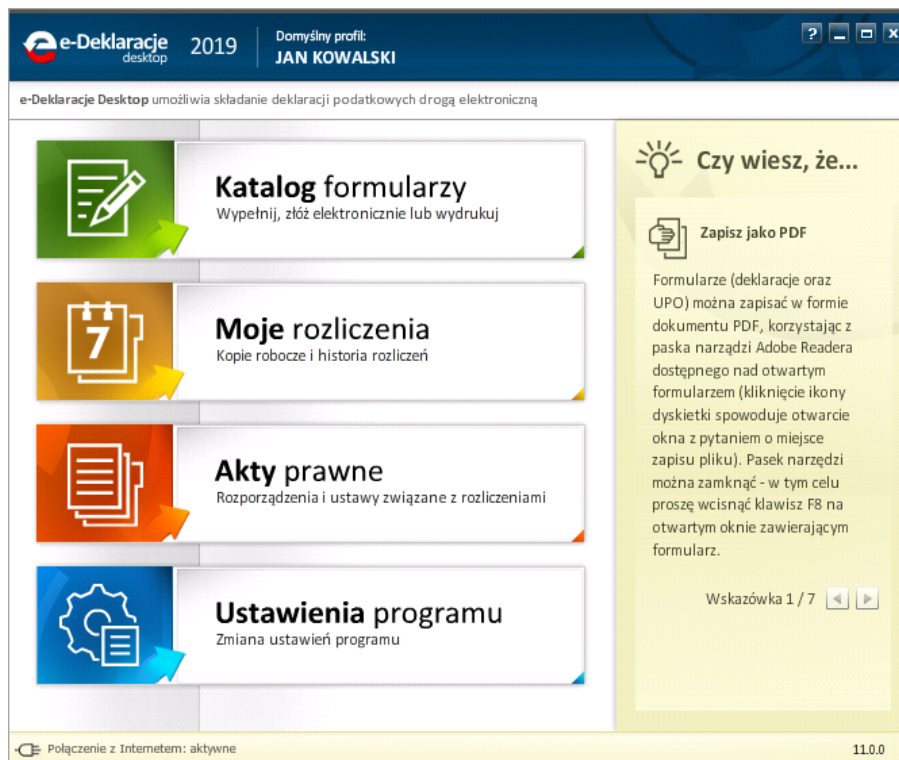 e-Deklaracje
desktop
2019
Domyślny profil:
JAN KOWALSKI
?
e-Deklaracje Desktop umożliwia składanie deklaracji podatkowych drogą elektroniczną
Katalog formularzy
Wypełnij, złóż elektronicznie lub wydrukuj
7
Moje rozliczenia
Kopie robocze i historia rozliczeń
Akty prawne
Rozporządzenia i ustawy związane z rozliczeniami
Ustawienia programu
Zmiana ustawień programu
Czy wiesz, że...
Zapisz jako PDF
Formularze (deklaracje oraz
UPO) można zapisać w formie
dokumentu PDF, korzystając z
paska narzędzi Adobe Readera
dostępnego nad otwartym
formularzem (kliknięcie ikony
dyskietki spowoduje otwarcie
okna z pytaniem o miejsce
zapisu pliku). Pasek narzędzi
można zamknąć - w tym celu
proszę wcisnąć klawisz F8 na
otwartym oknie zawierającym
formularz.
Wskazówka 1 / 7
Połączenie z Internetem: aktywne
11.0.0